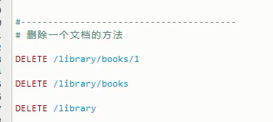 #-------------------------------------
# 删除一个文档的方法
DELETE /library/books/1
DELETE /library/books
DELETE /library